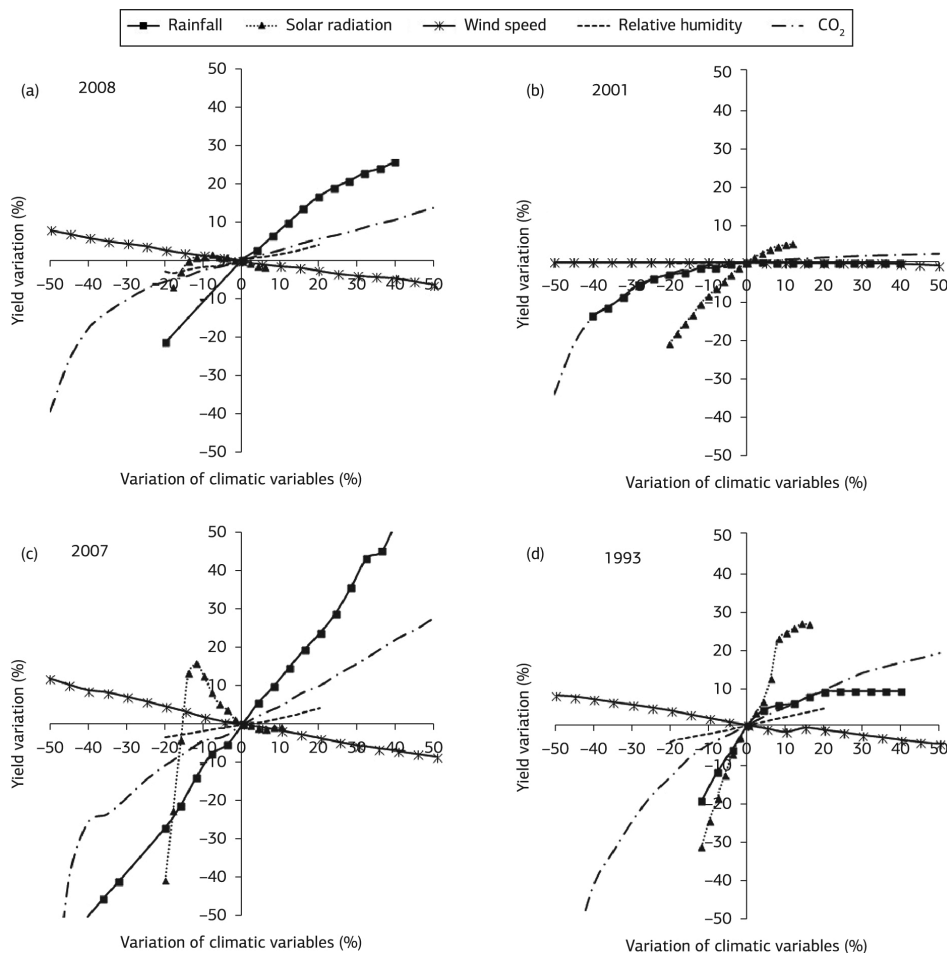 Rainfall Solar radiation Wind speed Relative humidity CO₂
(a) 2008
50
40
30
20
10
0
−10
−20
−30
−40
−50
−50 −40 −30 −20 −10 0 10 20 30 40 50
Yield variation (%)
Variation of climatic variables (%)
(b) 2001
50
40
30
20
10
0
−10
−20
−30
−40
−50
−50 −40 −30 −20 −10 0 10 20 30 40 50
Yield variation (%)
Variation of climatic variables (%)
(c) 2007
50
40
30
20
10
0
−10
−20
−30
−40
−50
−50 −40 −30 −20 −10 0 10 20 30 40 50
Yield variation (%)
Variation of climatic variables (%)
(d) 1993
50
40
30
20
10
0
−10
−20
−30
−40
−50
−50 −40 −30 −20 −10 0 10 20 30 40 50
Yield variation (%)
Variation of climatic variables (%)